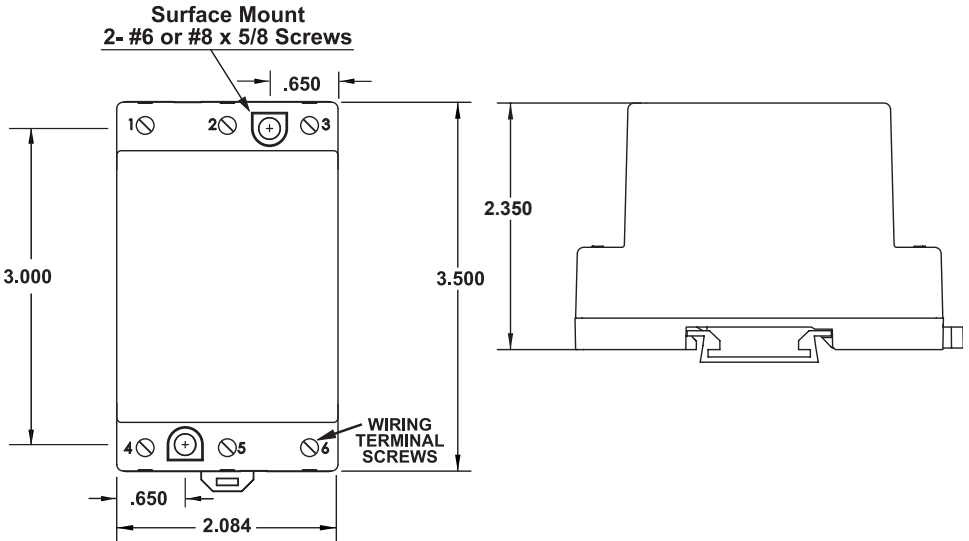 Surface Mount
2- #6 or #8 x 5/8 Screws
.650
1
2
3
2.350
3.000
3.500
4
5
6
WIRING
TERMINAL
SCREWS
.650
2.084